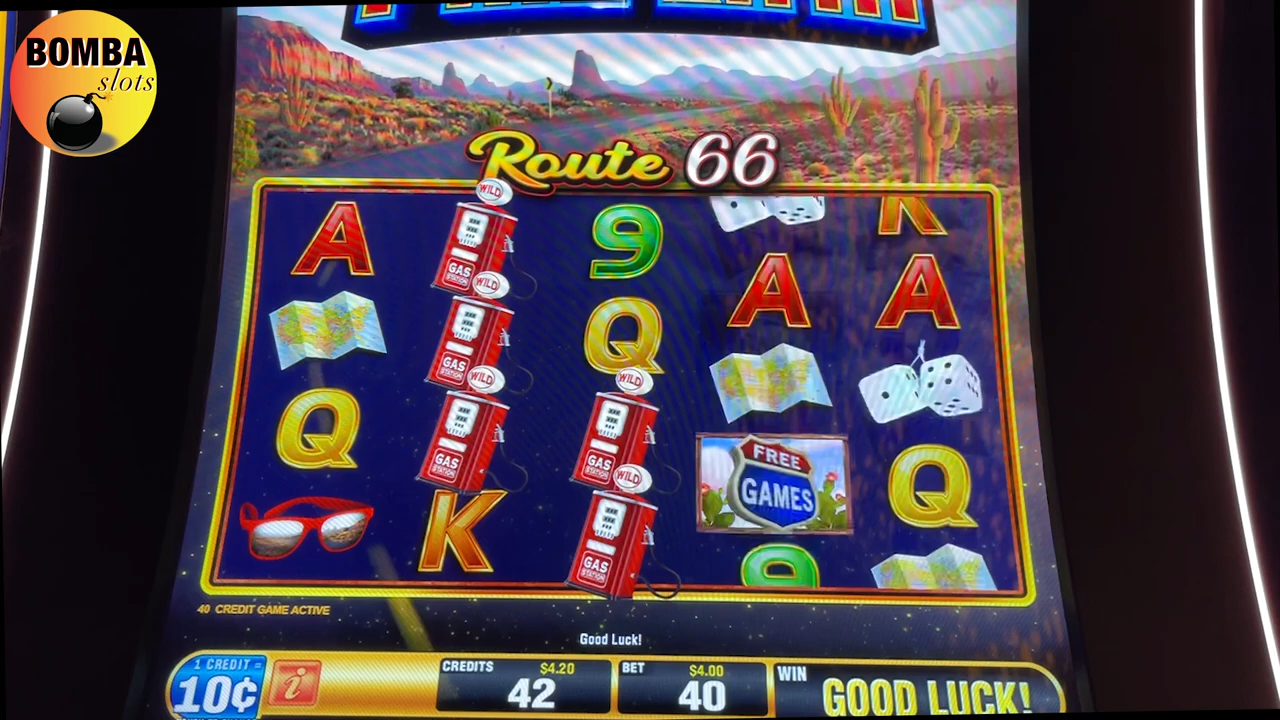 BOMBA
slots
Route 66
WILD
A
GAS
STATION
9
K
WILD
A
A
GAS
STATION
Q
WILD
WILD
Q
GAS
STATION
GAS
STATION
FREE
GAMES
Q
WILD
K
GAS
STATION
9
40 CREDIT GAME ACTIVE
Good Luck!
1 CREDIT =
10¢
i
CREDITS
$4.20
42
BET
$4.00
40
WIN
GOOD LUCK!